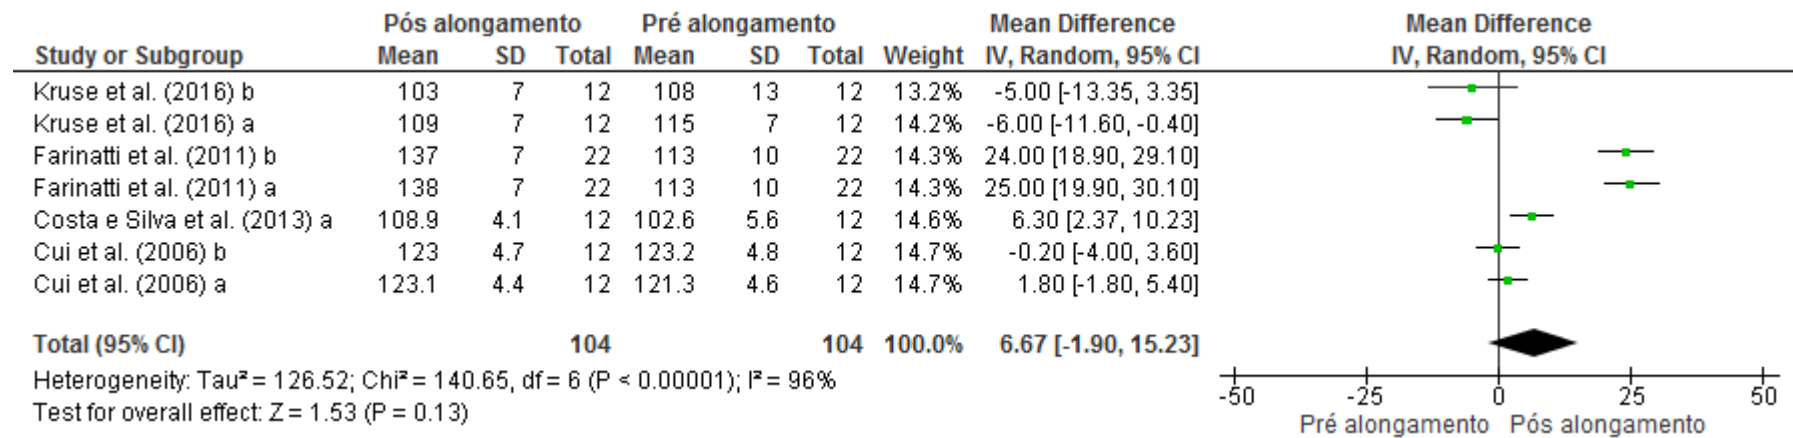 Pós alongamento Pré alongamento Mean Difference Mean Difference
Study or Subgroup Mean SD Total Mean SD Total Weight IV, Random, 95% CI IV, Random, 95% CI
Kruse et al. (2016) b 103 7 12 108 13 12 13.2% -5.00 [-13.35, 3.35]
Kruse et al. (2016) a 109 7 12 115 7 12 14.2% -6.00 [-11.60, -0.40]
Farinatti et al. (2011) b 137 7 22 113 10 22 14.3% 24.00 [18.90, 29.10]
Farinatti et al. (2011) a 138 7 22 113 10 22 14.3% 25.00 [19.90, 30.10]
Costa e Silva et al. (2013) a 108.9 4.1 12 102.6 5.6 12 14.6% 6.30 [2.37, 10.23]
Cui et al. (2006) b 123 4.7 12 123.2 4.8 12 14.7% -0.20 [-4.00, 3.60]
Cui et al. (2006) a 123.1 4.4 12 121.3 4.6 12 14.7% 1.80 [-1.80, 5.40]
Total (95% CI) 104 104 100.0% 6.67 [-1.90, 15.23]
Heterogeneity: Tau² = 126.52; Chi² = 140.65, df = 6 (P < 0.00001); I² = 96%
Test for overall effect: Z = 1.53 (P = 0.13)
-50 -25 0 25 50
Pré alongamento Pós alongamento